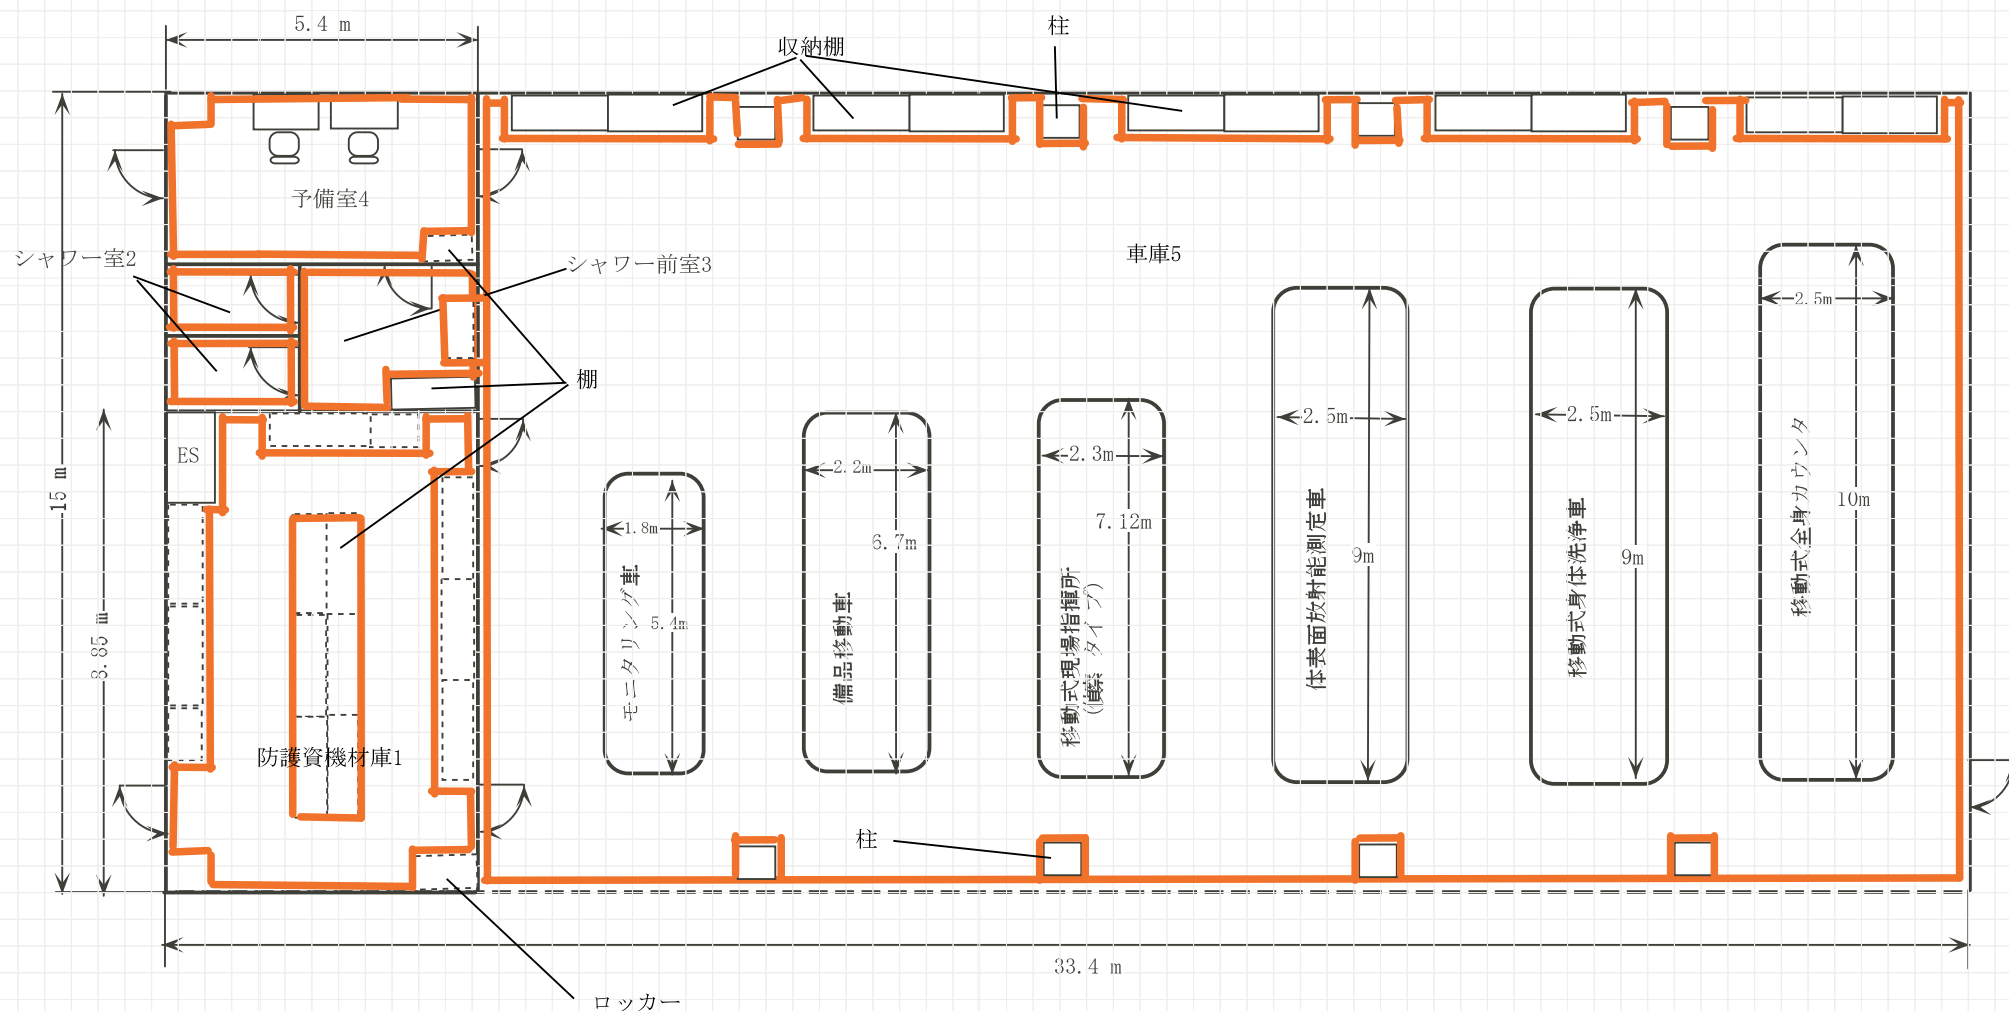 5.4 m
柱
収納棚
予備室4
シャワー室2
シャワー前室3
車庫5
2.5m
棚
2.5m
2.5m
ES
2.3m
2.2m
15 m
10m
7.12m
1.8m
6.7m
9m
9m
移動式全身カウンタ
体表面放射能測定車
移動式身体洗浄車
モニタリング車
5.4m
備品移動車
移動式現場指揮所
タイプ)
8.85 m
防護資機材庫1
柱
33.4 m
ロッカー